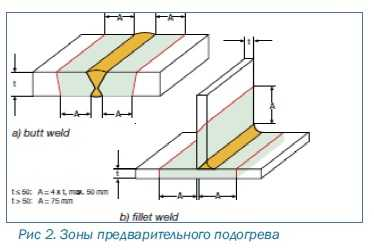 A
A
t
t
A
A
a) butt weld
A
t
A
A
t ≤ 50: A = 4 x t, max. 50 mm
t > 50: A = 75 mm
b) fillet weld
Рис 2. Зоны предварительного подогрева